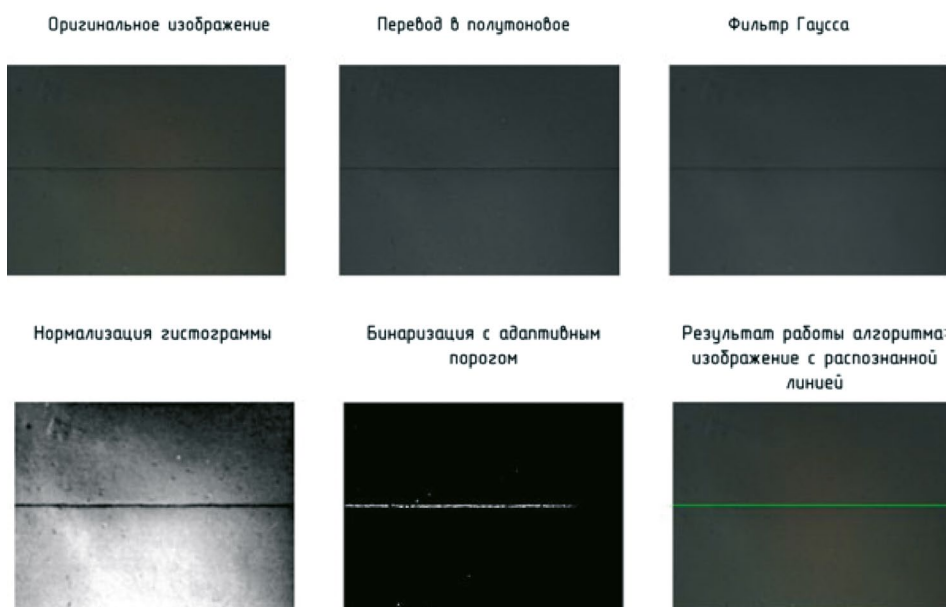 Оригинальное изображение
Перевод в полутоновое
Фильтр Гаусса
Нормализация гистограммы
Бинаризация с адаптивным
порогом
Результат работы алгоритма:
изображение с распознанной
линией